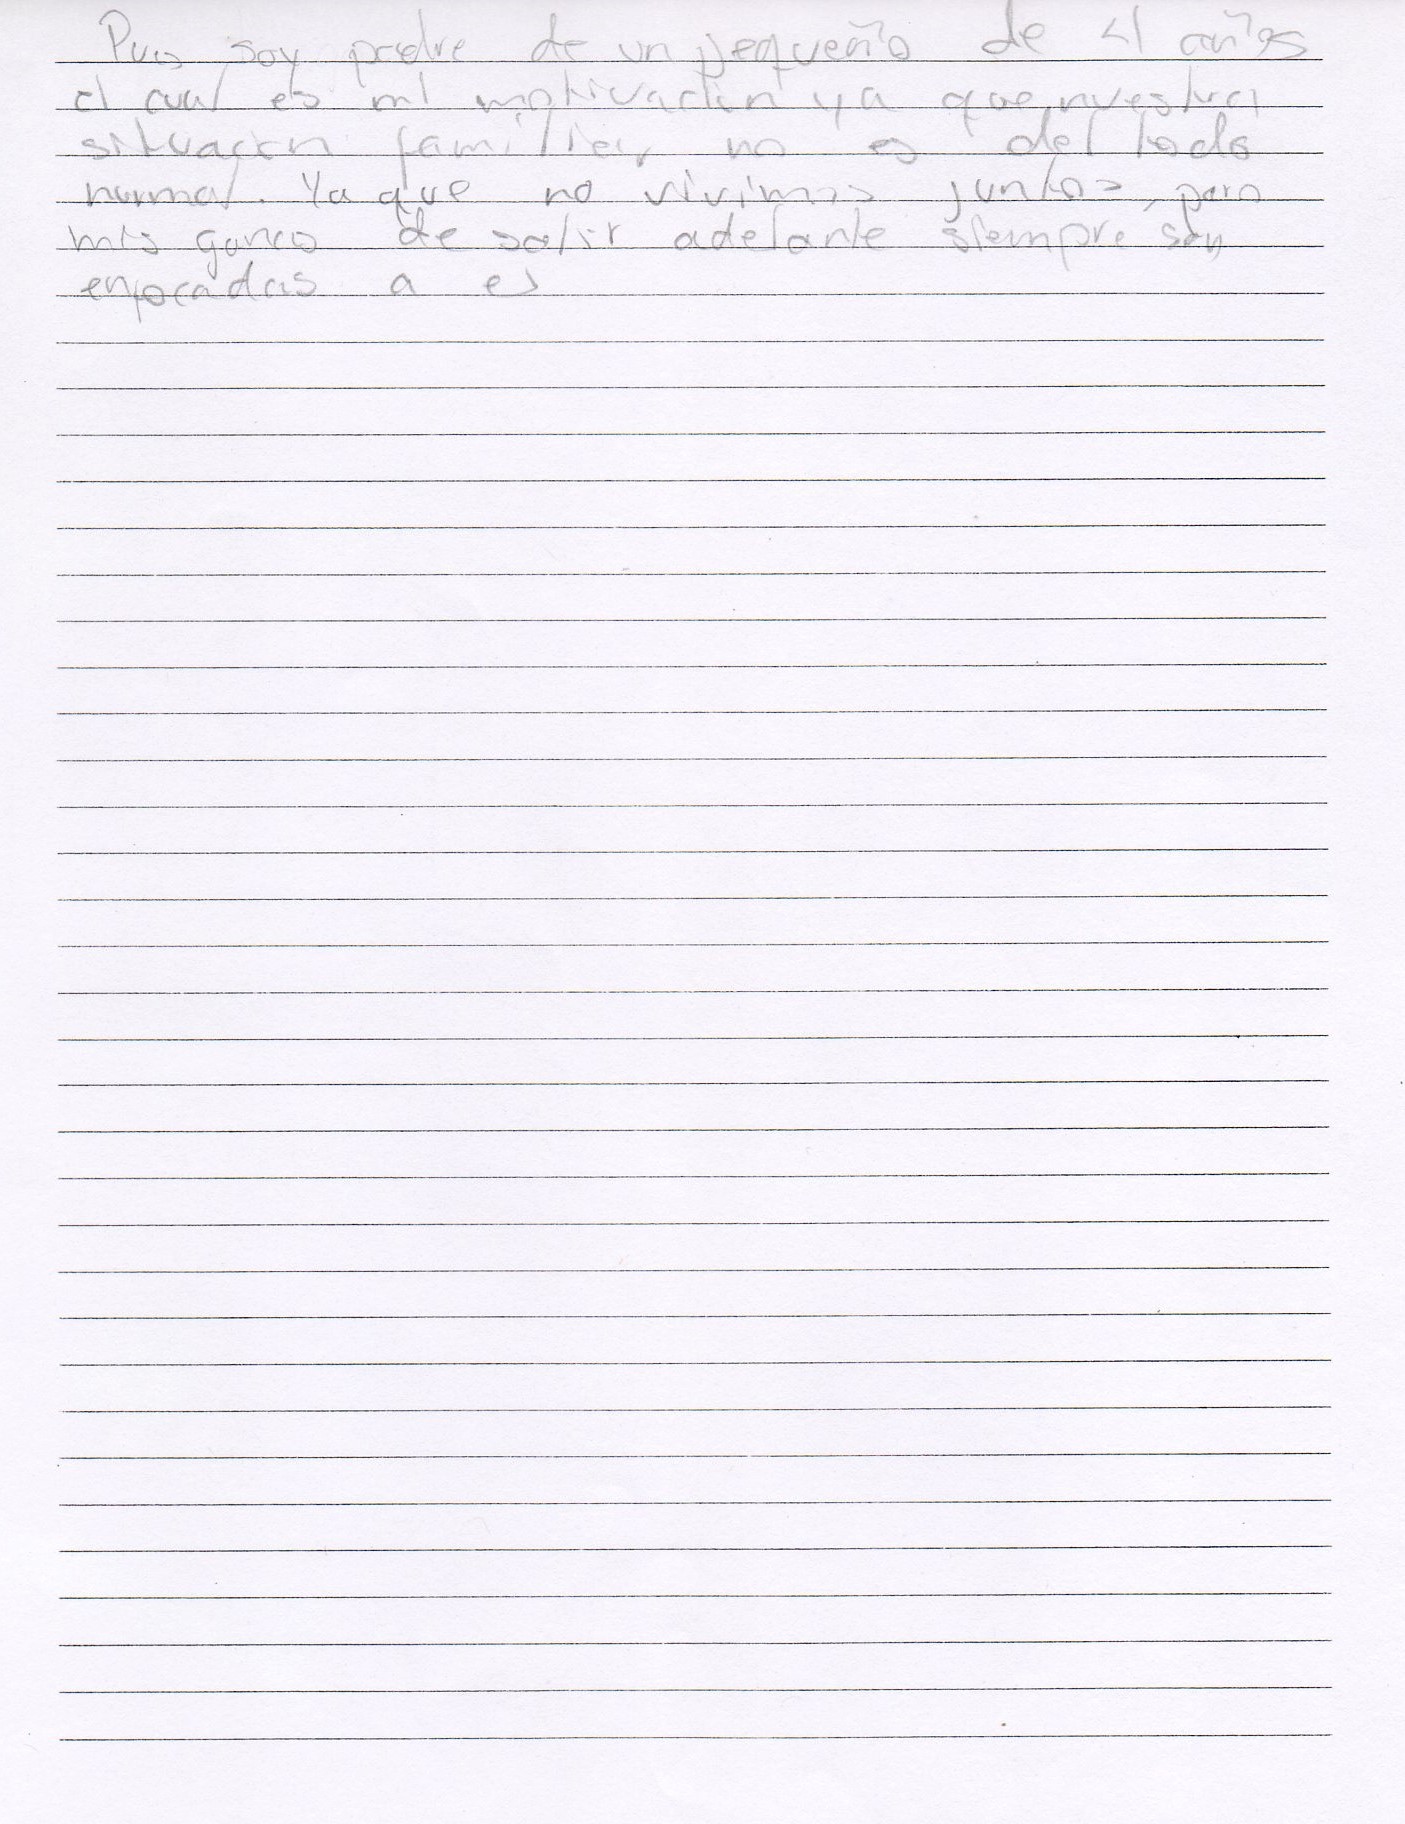 Pues soy padre de un pequeño de 4 años
el cual es mi motivación ya que nuestra
situación familiar no es del todo
normal. Ya que no vivimos juntos, pero
mis ganas de salir adelante siempre son
enfocadas a es